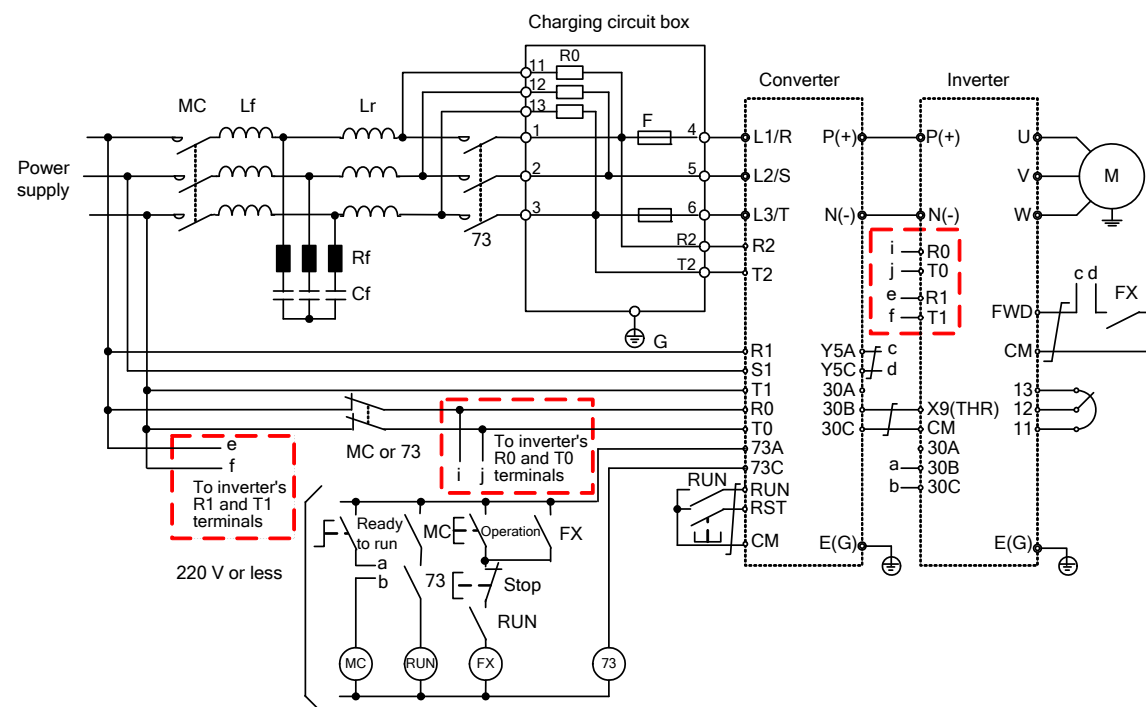 Charging circuit box
11
R0
12
13
MC
Lf
Lr
Converter
Inverter
1
F
4
L1/R
P(+)
P(+)
U
Power
supply
2
5
L2/S
V
M
3
6
L3/T
N(-)
N(-)
W
73
R2
R2
T2
T2
Rf
Cf
G
i
R0
j
T0
e
R1
f
T1
c d
FX
FWD
CM
R1
Y5A
c
S1
Y5C
d
T1
30A
R0
30B
X9(THR)
T0
30C
CM
13
12
11
73A
30A
73C
a
30B
b
30C
MC or 73
To inverter's
R0 and T0
terminals
i
j
e
f
To inverter's
R1 and T1
terminals
220 V or less
RUN
RUN
RST
CM
E(G)
E(G)
Ready
to run
MC
Operation
FX
a
b
73
Stop
RUN
MC
RUN
FX
73